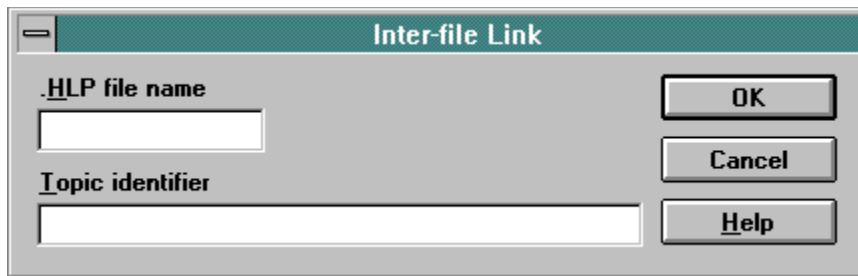 Inter-file Link
.HLP file name
OK
Cancel
Topic identifier
Help